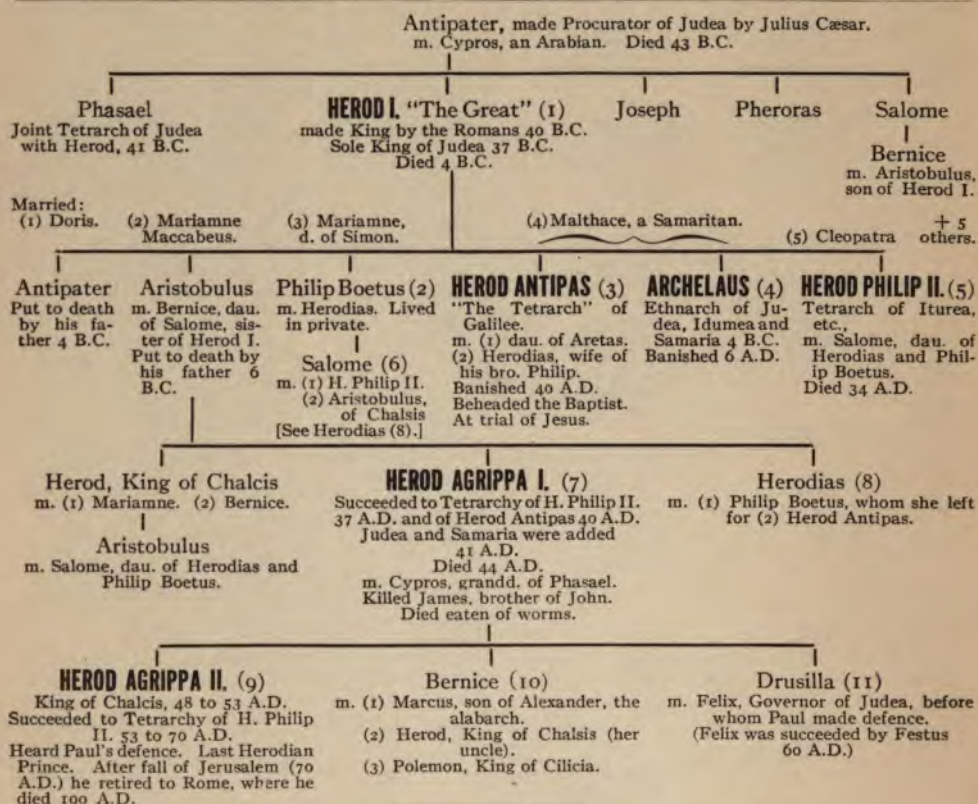 Antipater, made Procurator of Judea by Julius Cæsar.
m. Cypros, an Arabian. Died 43 B.C.
Phasael
Joint Tetrarch of Judea
with Herod, 41 B.C.
HEROD I. "The Great" (1)
made King by the Romans 40 B.C.
Sole King of Judea 37 B.C.
Died 4 B.C.
Joseph
Pheroras
Salome
Bernice
m. Aristobulus,
son of Herod I.
Married:
(1) Doris.
(2) Mariamne
Maccabeus.
(3) Mariamne,
d. of Simon.
(4) Malthace, a Samaritan.
(5) Cleopatra
+ 5
others.
Antipater
Put to death
by his fa-
ther 4 B.C.
Aristobulus
m. Bernice, dau.
of Salome, sis-
ter of Herod I.
Put to death by
his father 6
B.C.
Philip Boetus (2)
m. Herodias. Lived
in private.
Salome (6)
m. (1) H. Philip II.
(2) Aristobulus,
of Chalsis
[See Herodias (8).]
HEROD ANTIPAS (3)
"The Tetrarch" of
Galilee.
m. (1) dau. of Aretas.
(2) Herodias, wife of
his bro. Philip.
Banished 40 A.D.
Beheaded the Baptist.
At trial of Jesus.
ARCHELAUS (4)
Ethnarch of Ju-
dea, Idumea and
Samaria 4 B.C.
Banished 6 A.D.
HEROD PHILIP II. (5)
Tetrarch of Iturea,
etc.,
m. Salome, dau. of
Herodias and Phil-
ip Boetus.
Died 34 A.D.
Herod, King of Chalcis
m. (1) Mariamne. (2) Bernice.
Aristobulus
m. Salome, dau. of Herodias and
Philip Boetus.
HEROD AGRIPPA I. (7)
Succeeded to Tetrarchy of H. Philip II.
37 A.D. and of Herod Antipas 40 A.D.
Judea and Samaria were added
41 A.D.
Died 44 A.D.
m. Cypros, grandd. of Phasael.
Killed James, brother of John.
Died eaten of worms.
Herodias (8)
m. (1) Philip Boetus, whom she left
for (2) Herod Antipas.
HEROD AGRIPPA II. (9)
King of Chalcis, 48 to 53 A.D.
Succeeded to Tetrarchy of H. Philip
II. 53 to 70 A.D.
Heard Paul's defence. Last Herodian
Prince. After fall of Jerusalem (70
A.D.) he retired to Rome, where he
died 100 A.D.
Bernice (10)
m. (1) Marcus, son of Alexander, the
alabarch.
(2) Herod, King of Chalsis (her
uncle).
(3) Polemon, King of Cilicia.
Drusilla (11)
m. Felix, Governor of Judea, before
whom Paul made defence.
(Felix was succeeded by Festus
60 A.D.)